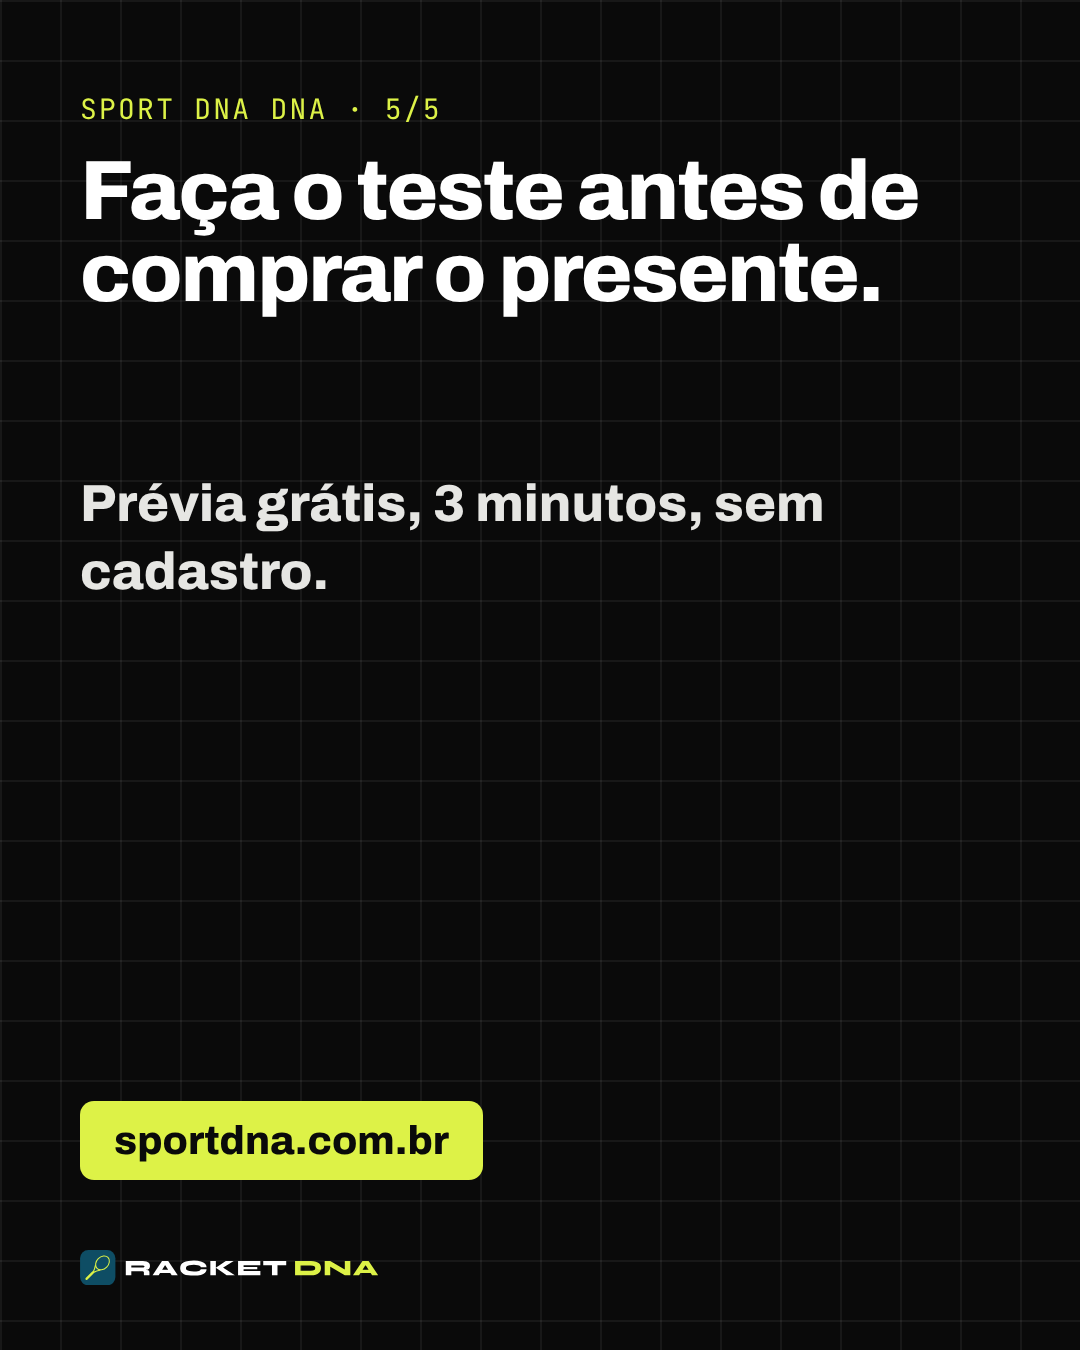 SPORT DNA DNA · 5/5
Faça o teste antes de
comprar o presente.
Prévia grátis, 3 minutos, sem
cadastro.
sportdna.com.br
RACKET DNA